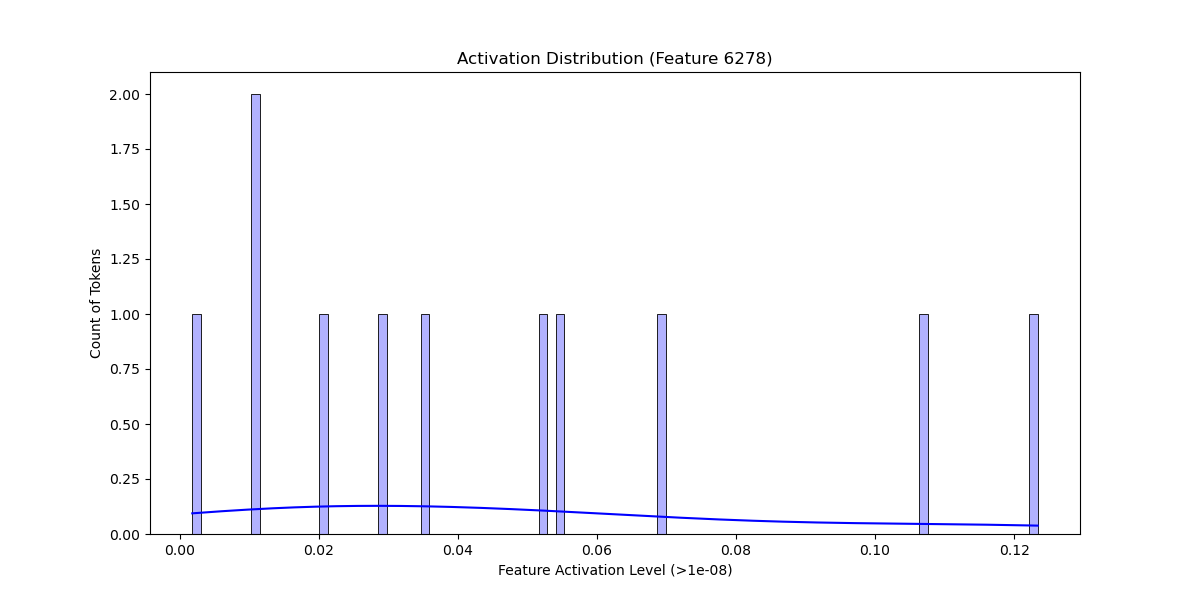 Activation Distribution (Feature 6278)
Count of Tokens
2.00
1.75
1.50
1.25
1.00
0.75
0.50
0.25
0.00
0.00 0.02 0.04 0.06 0.08 0.10 0.12
Feature Activation Level (>1e-08)